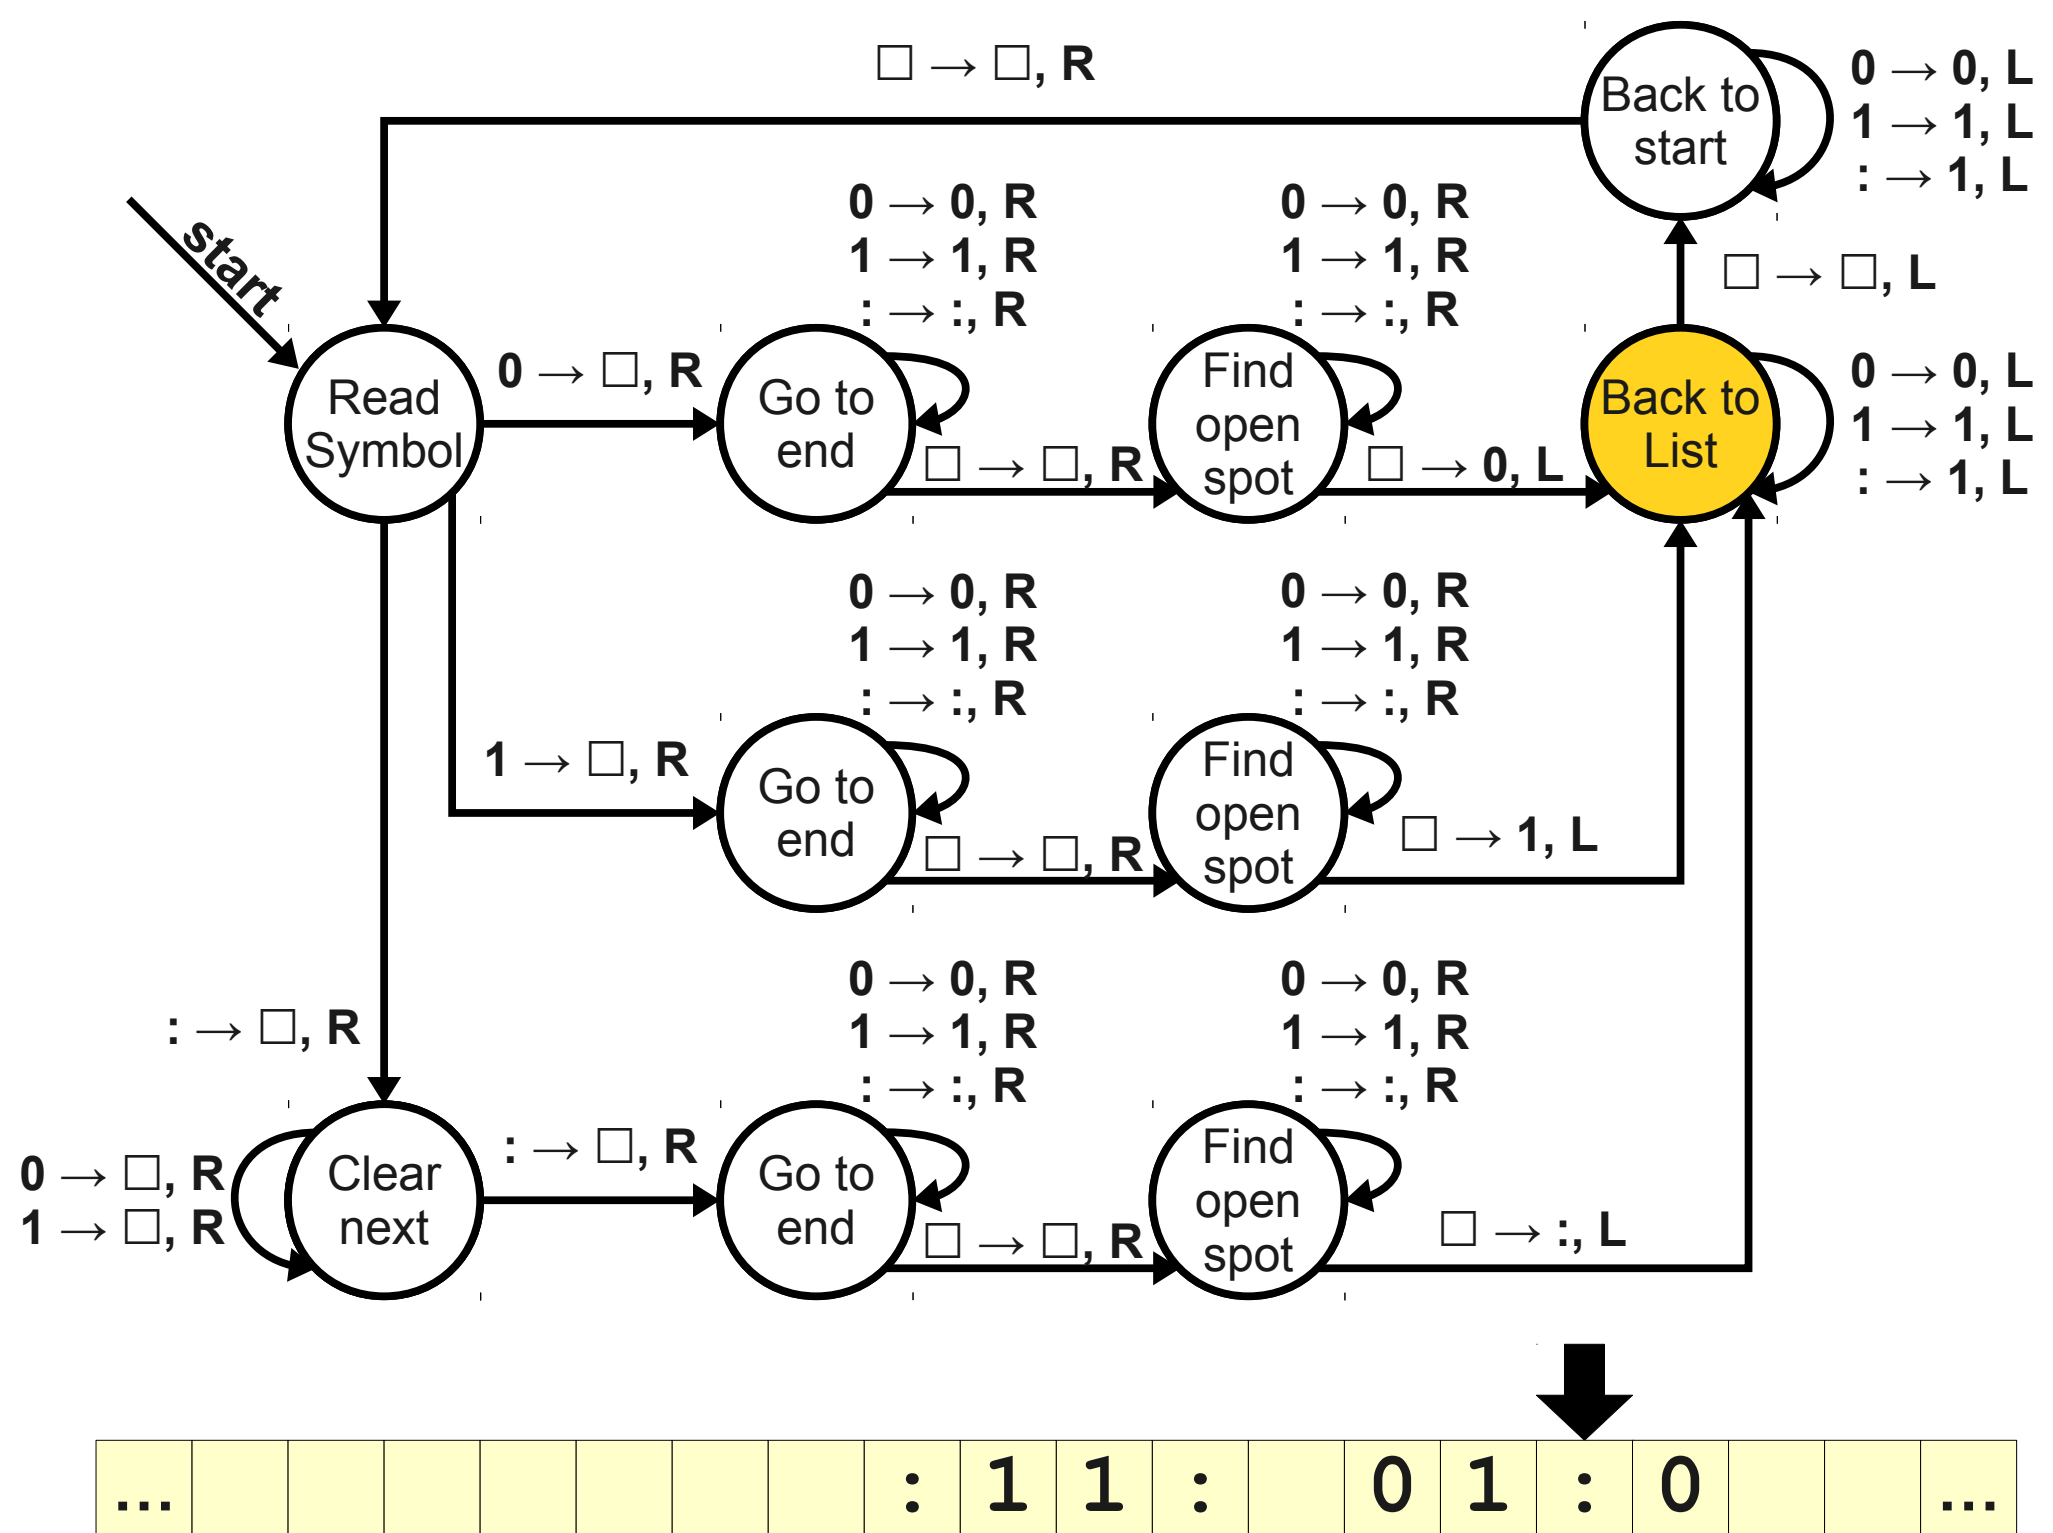 □ → □, R
Back to
start
0 → 0, L
1 → 1, L
: → 1, L
start
0 → 0, R
1 → 1, R
: → :, R
0 → 0, R
1 → 1, R
: → :, R
□ → □, L
Read
Symbol
0 → □, R
Go to
end
□ → □, R
Find
open
spot
□ → 0, L
Back to
List
0 → 0, L
1 → 1, L
: → 1, L
0 → 0, R
1 → 1, R
: → :, R
0 → 0, R
1 → 1, R
: → :, R
1 → □, R
Go to
end
□ → □, R
Find
open
spot
□ → 1, L
: → □, R
0 → 0, R
1 → 1, R
: → :, R
0 → 0, R
1 → 1, R
: → :, R
0 → □, R
1 → □, R
Clear
next
: → □, R
Go to
end
□ → □, R
Find
open
spot
□ → :, L
... : 1 1 : 0 1 : 0 ...